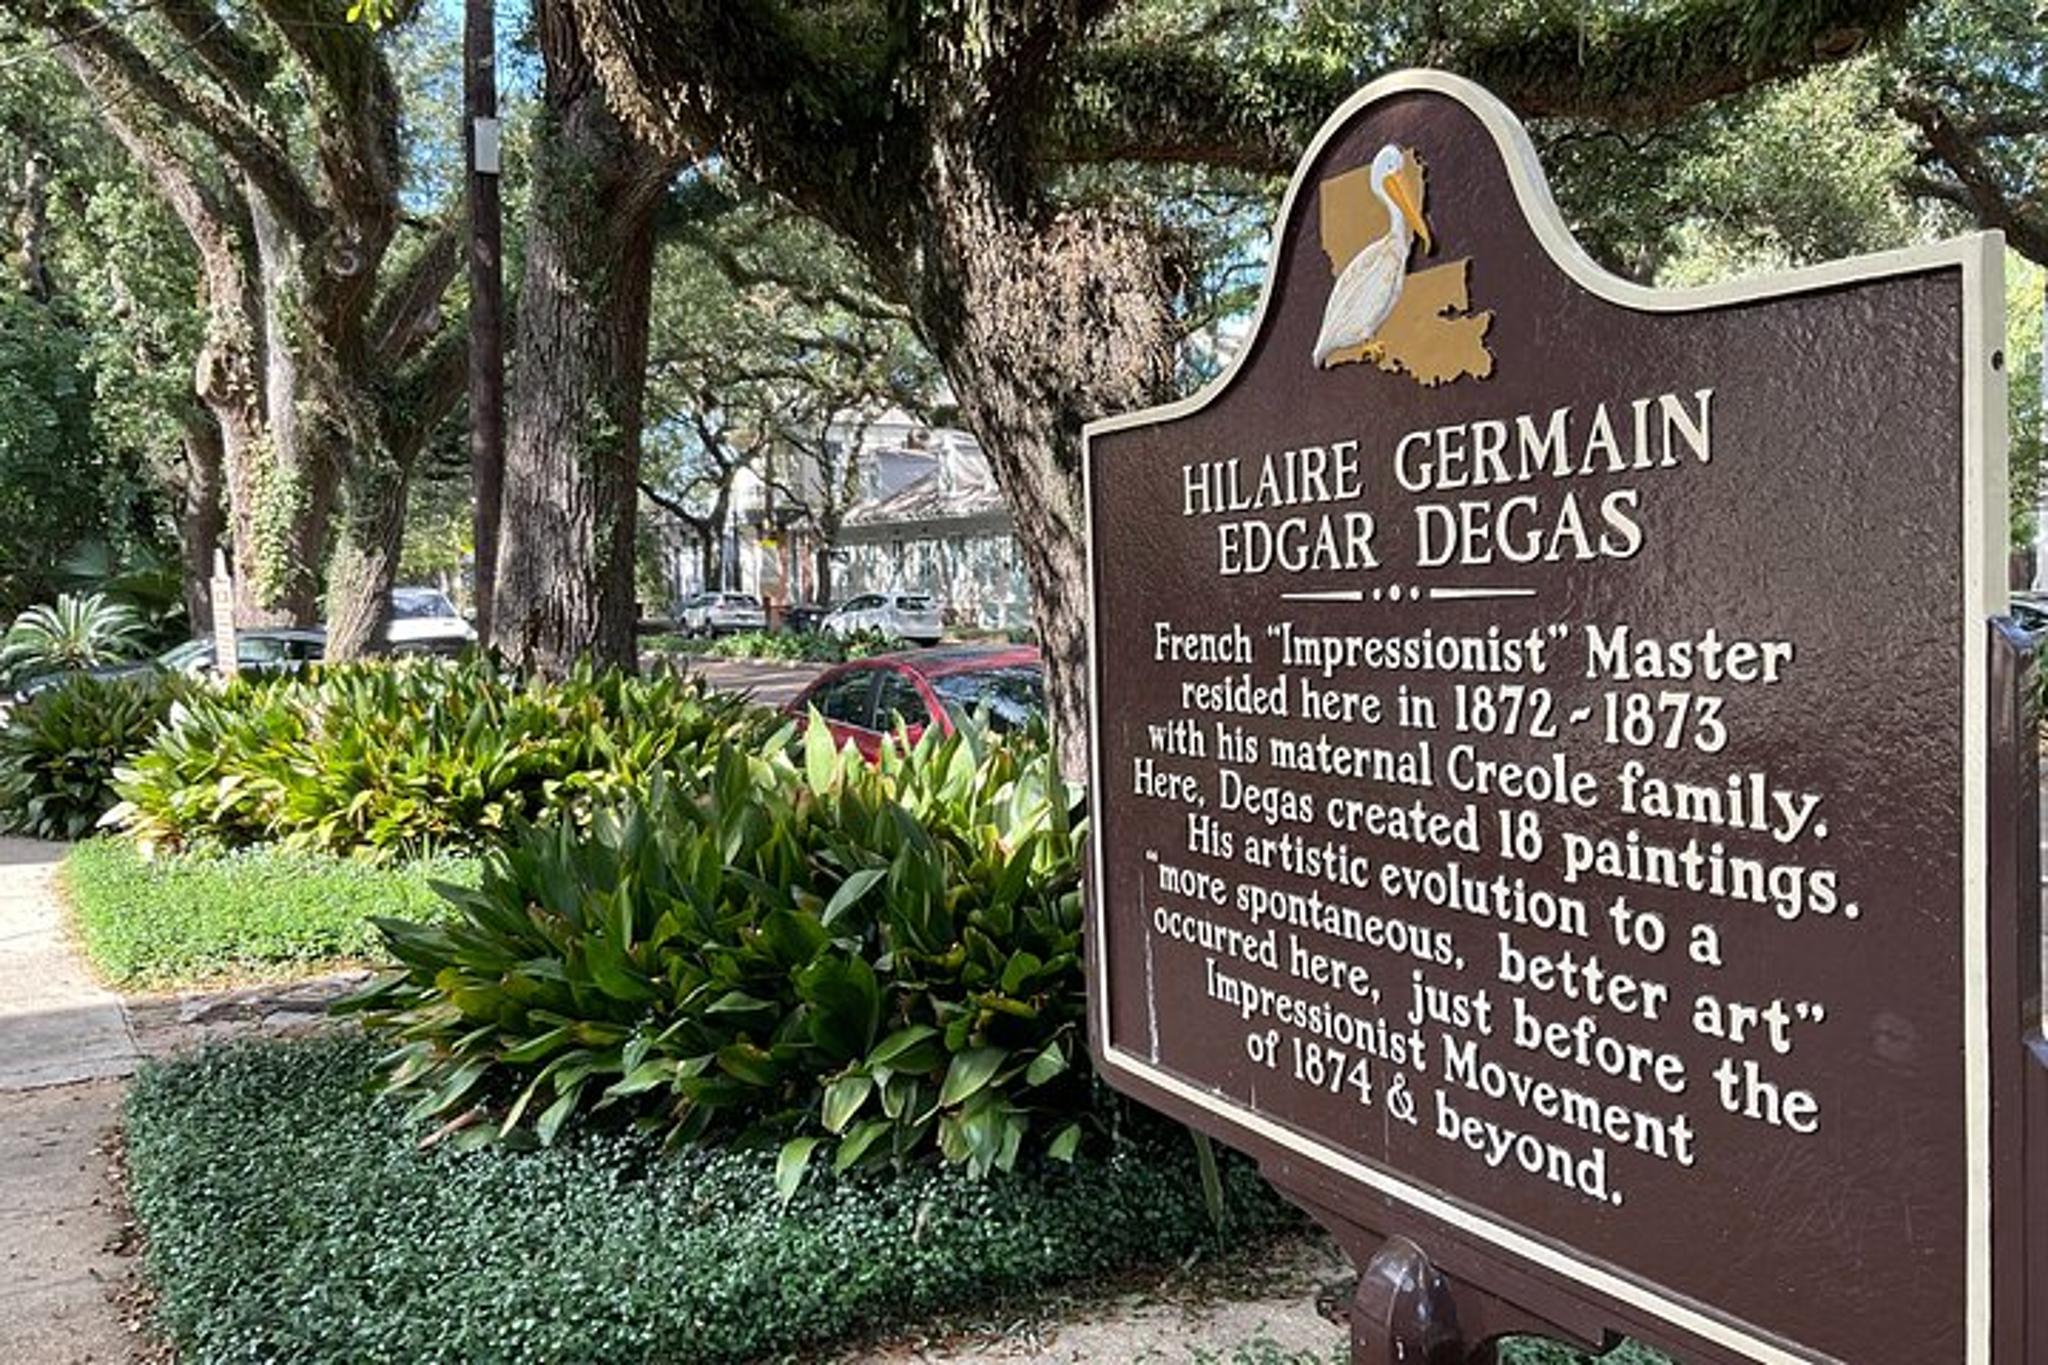 HILAIRE GERMAIN
EDGAR DEGAS
French “Impressionist” Master
resided here in 1872~1873
with his maternal Creole family.
Here, Degas created 18 paintings.
His artistic evolution to a
“more spontaneous, better art”
occurred here, just before the
Impressionist Movement
of 1874 & beyond.